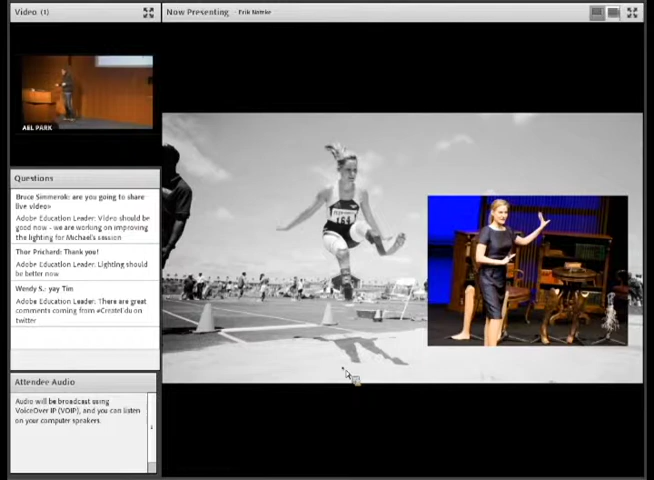 Video (1)
Now Presenting - Erik Natzke
AEL PARK
Questions
Bruce Simmerok: are you going to share
live video>
Adobe Education Leader: Video should be
good now - we are working on improving
the lighting for Michael's session
Thor Prichard: Thank you!
Adobe Education Leader: Lighting should
be better now
Wendy S.: yay Tim
Adobe Education Leader: There are great
comments coming from #CreateEdu on
twitter
Attendee Audio
Audio will be broadcast using
VoiceOver IP (VOIP), and you can listen
on your computer speakers.
164